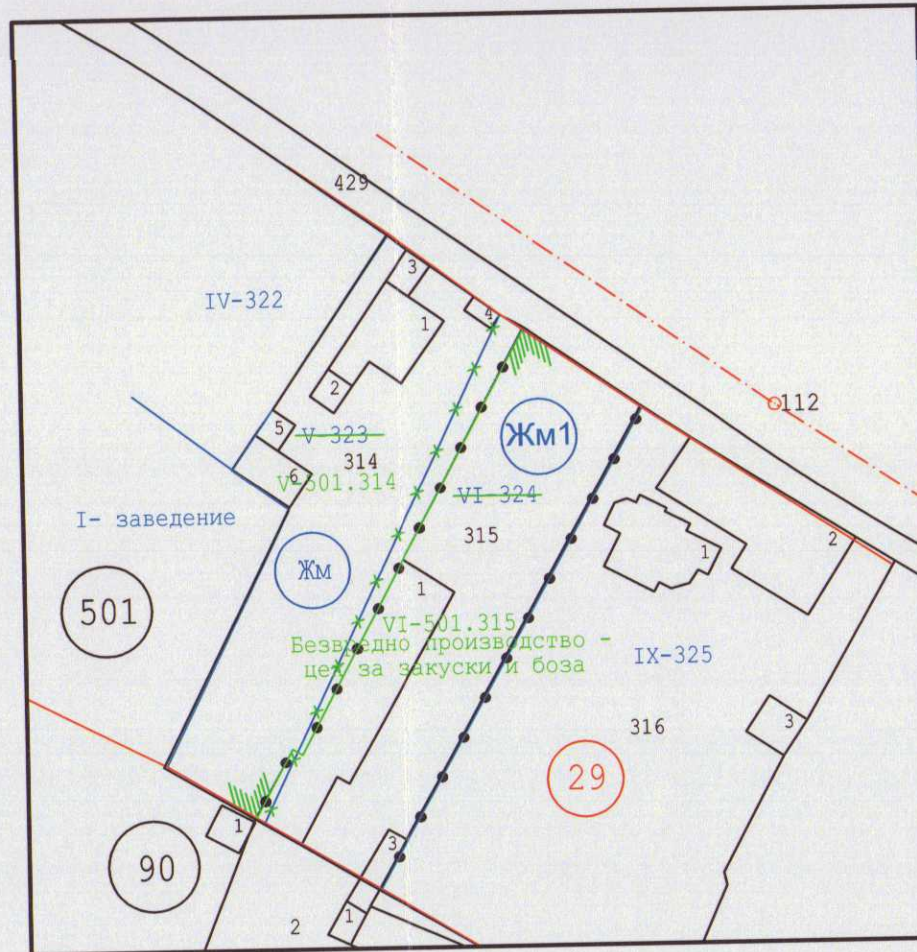 429
IV-322
3
4
1
112
2
Жм1
5
V-323
314
6
V-501.314
VI-324
I- заведение
315
2
1
Жм
1
501
VI-501.315
Безвредно производство -
цех за закуски и боза
IX-325
316
3
29
1
3
90
1
2